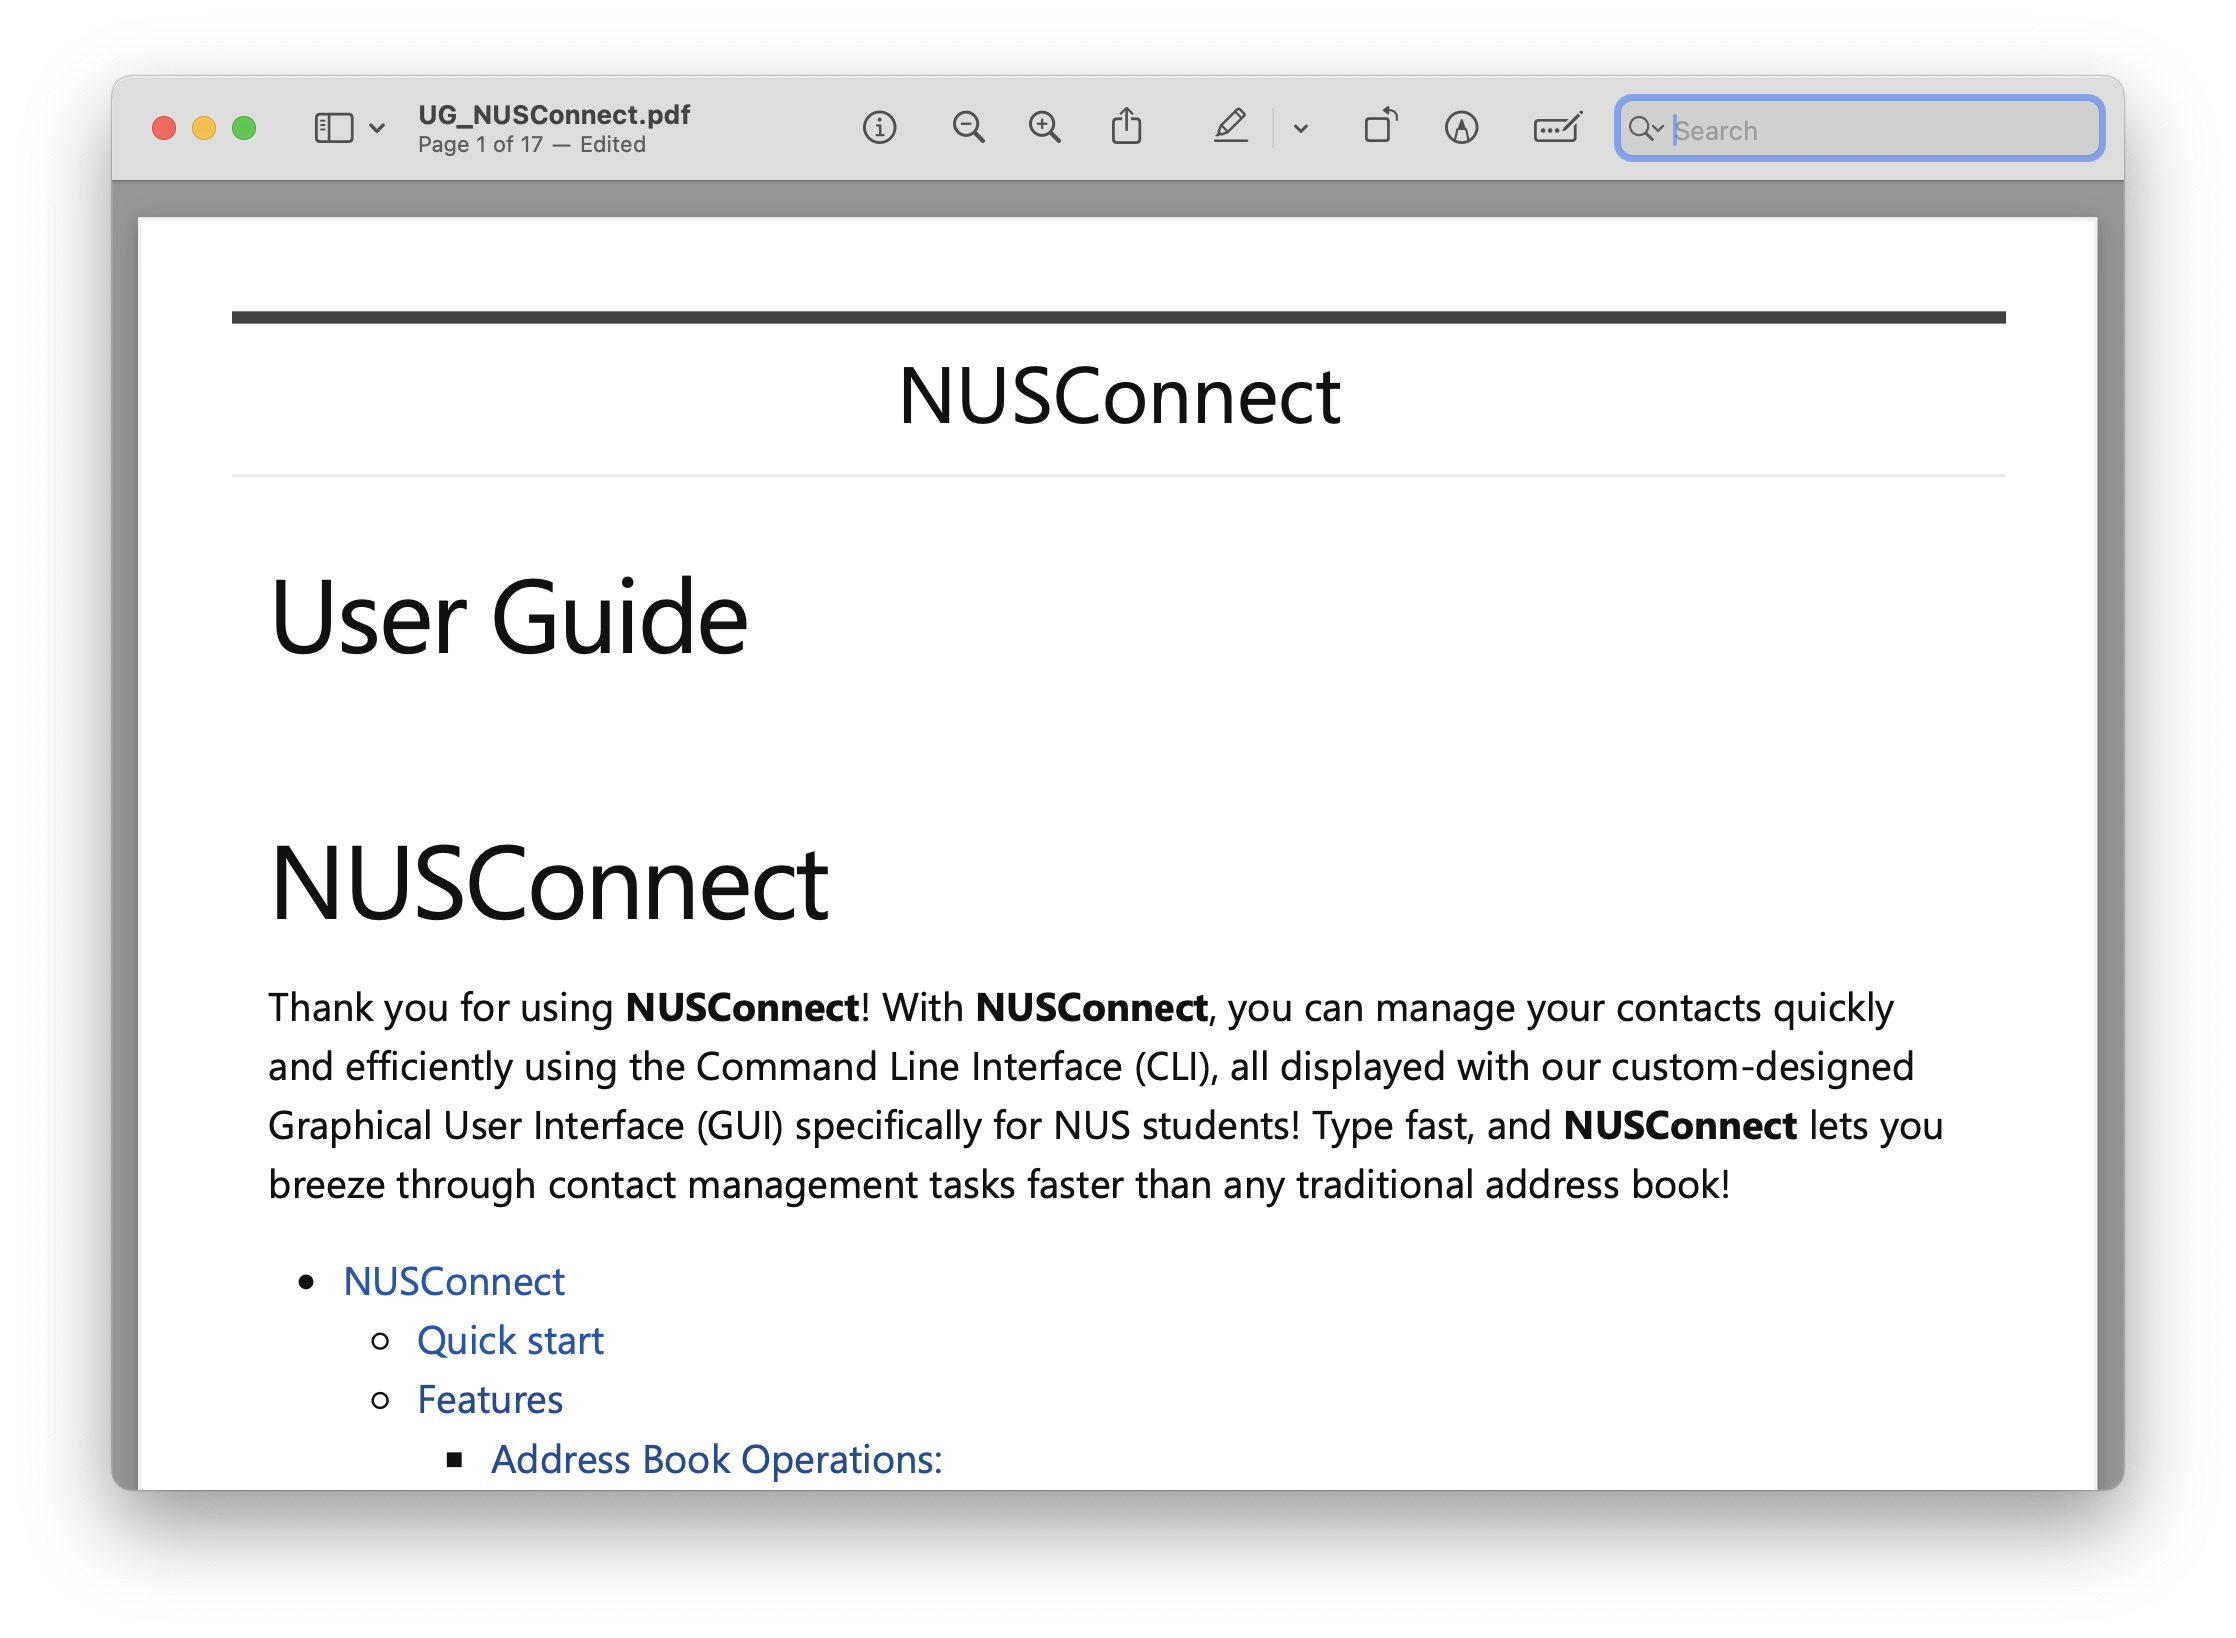 UG_NUSConnect.pdf
Page 1 of 17 — Edited
Search
NUSConnect
User Guide
NUSConnect
Thank you for using NUSConnect! With NUSConnect, you can manage your contacts quickly
and efficiently using the Command Line Interface (CLI), all displayed with our custom-designed
Graphical User Interface (GUI) specifically for NUS students! Type fast, and NUSConnect lets you
breeze through contact management tasks faster than any traditional address book!
NUSConnect
Quick start
Features
Address Book Operations: